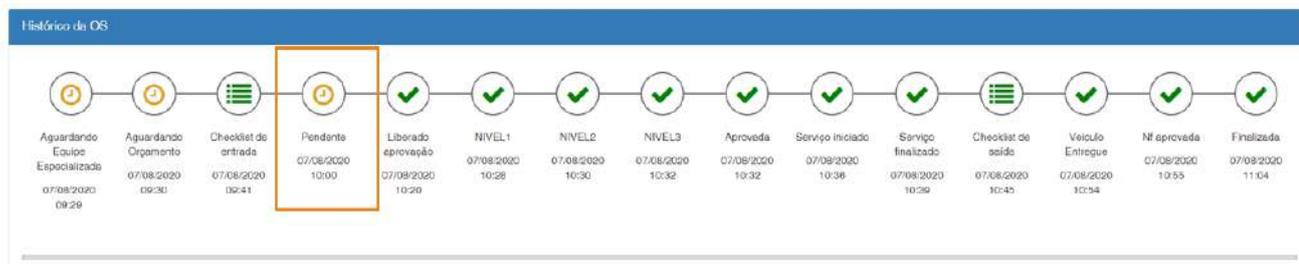 Histórico da OS
Aguardando
Equipe
Especializada
07/08/2020
09:29
Aguardando
Orçamento
07/08/2020
09:30
Checklist de
entrada
07/08/2020
09:41
Pendente
07/08/2020
10:00
Liberado
aprovação
07/08/2020
10:20
NIVEL1
07/08/2020
10:28
NIVEL2
07/08/2020
10:30
NIVEL3
07/08/2020
10:32
Aprovada
07/08/2020
10:32
Serviço iniciado
07/08/2020
10:36
Serviço
finalizado
07/08/2020
10:39
Checklist de
saída
07/08/2020
10:45
Veiculo
Entregue
07/08/2020
10:54
Nf aprovada
07/08/2020
10:55
Finalizada
07/08/2020
11:04